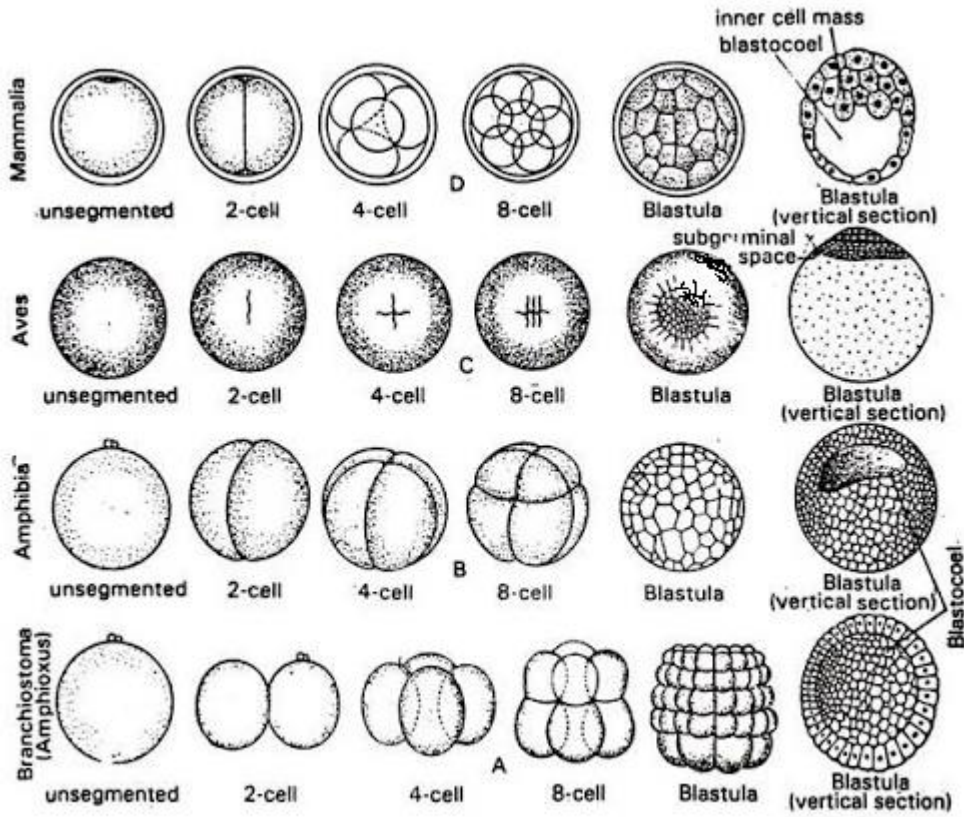 inner cell mass
blastocoel
Mammalia
D
unsegmented
2-cell
4-cell
8-cell
Blastula
Blastula
(vertical section)
subgerminal
space
Aves
C
unsegmented
2-cell
4-cell
8-cell
Blastula
Blastula
(vertical section)
Amphibia
B
unsegmented
2-cell
4-cell
8-cell
Blastula
Blastula
(vertical section)
Blastocoel
Branchiostoma
(Amphioxus)
A
unsegmented
2-cell
4-cell
8-cell
Blastula
Blastula
(vertical section)